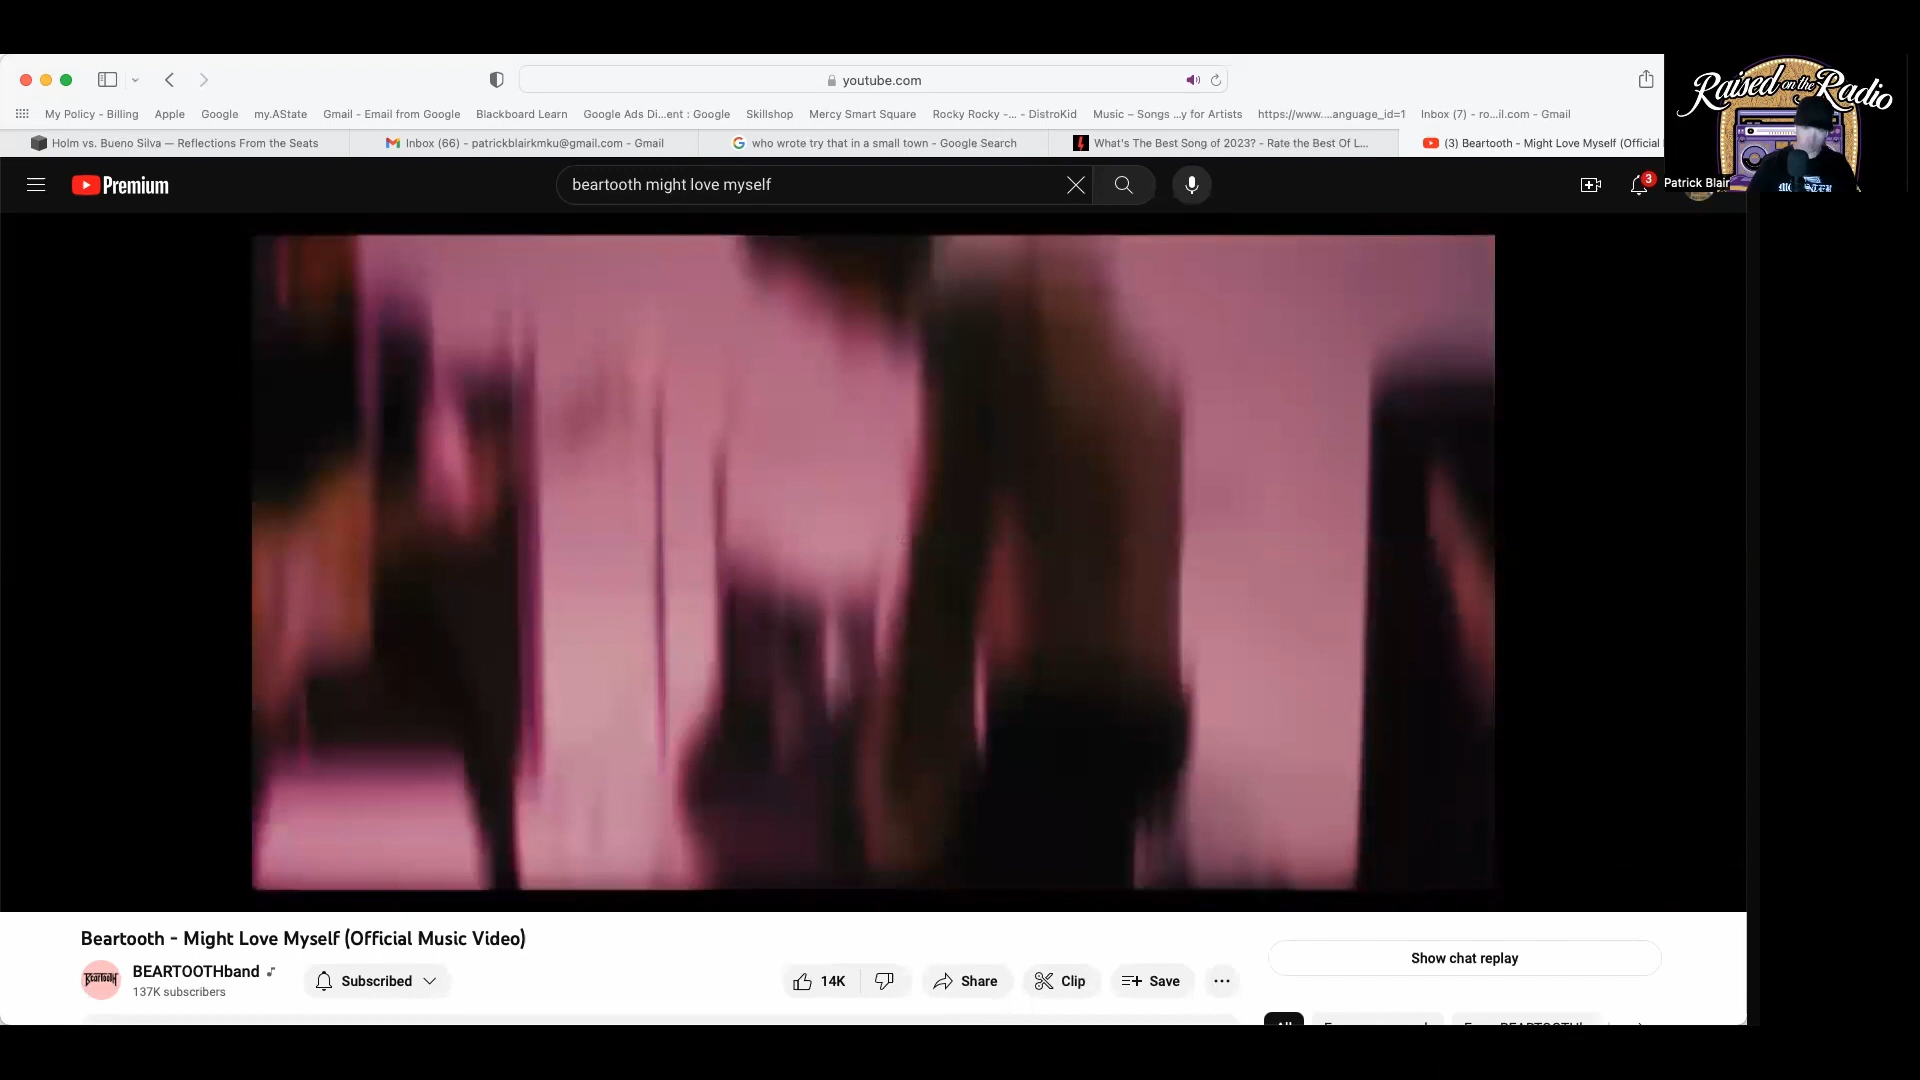 youtube.com
Raised on the Radio
My Policy - Billing Apple Google my.AState Gmail - Email from Google Blackboard Learn Google Ads Di...ent : Google Skillshop Mercy Smart Square Rocky Rocky -... - DistroKid Music – Songs ...y for Artists https://www....anguage_id=1 Inbox (7) - ro...il.com - Gmail
Holm vs. Bueno Silva — Reflections From the Seats Inbox (66) - patrickblairkmku@gmail.com - Gmail who wrote try that in a small town - Google Search What's The Best Song of 2023? - Rate the Best Of L... (3) Beartooth - Might Love Myself (Official
Premium beartooth might love myself 3 Patrick Blair
Beartooth - Might Love Myself (Official Music Video)
BEARTOOTHband
137K subscribers
Subscribed 14K Share Clip Save ...
Show chat replay